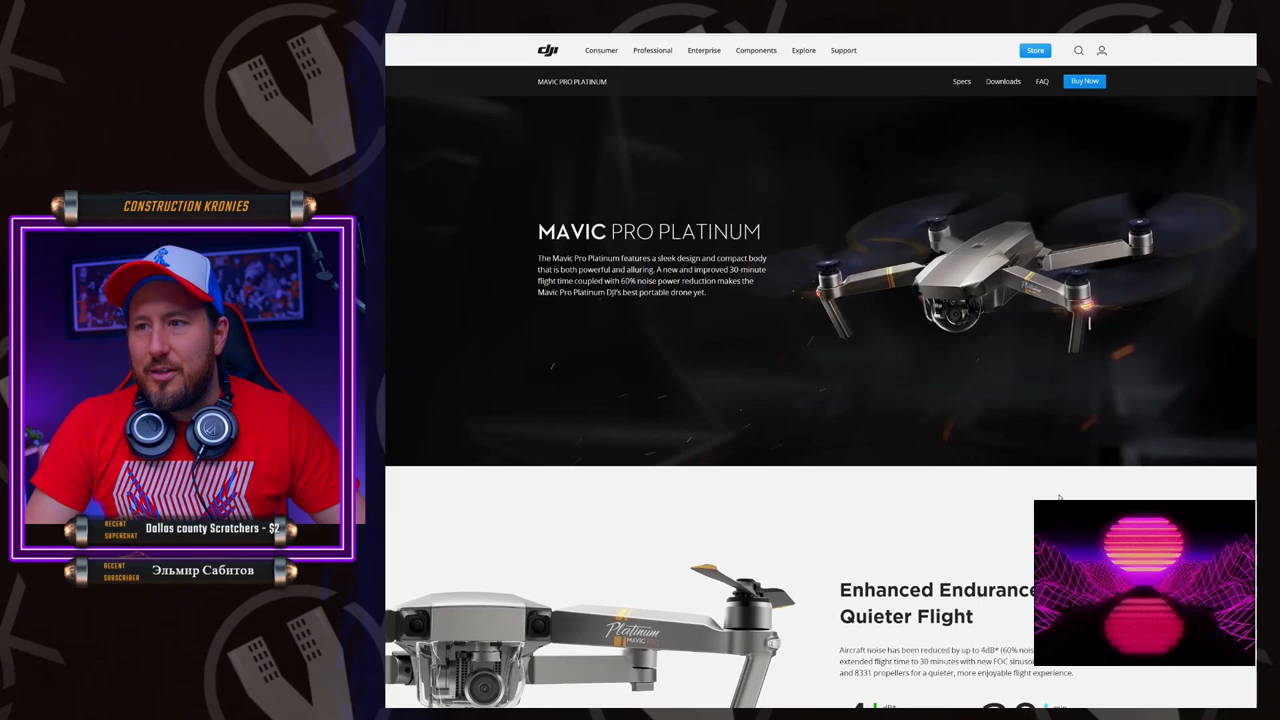 CONSTRUCTION KRONIES
RECENT SUPERCHAT
Dallas county Scratchers - $2
RECENT SUBSCRIBER
Эльмир Сабитов
dji
Consumer Professional Enterprise Components Explore Support
Store
MAVIC PRO PLATINUM
Specs Downloads FAQ Buy Now
MAVIC PRO PLATINUM
The Mavic Pro Platinum features a sleek design and compact body
that is both powerful and alluring. A new and improved 30-minute
flight time coupled with 60% noise power reduction makes the
Mavic Pro Platinum DJI's best portable drone yet.
Platinum
MAVIC PRO
Enhanced Endurance
Quieter Flight
Aircraft noise has been reduced by up to 4dB* (60%
extended flight time to 30 minutes with new FOC
and 8331 propellers for a quieter, more enjoyable flight experience.